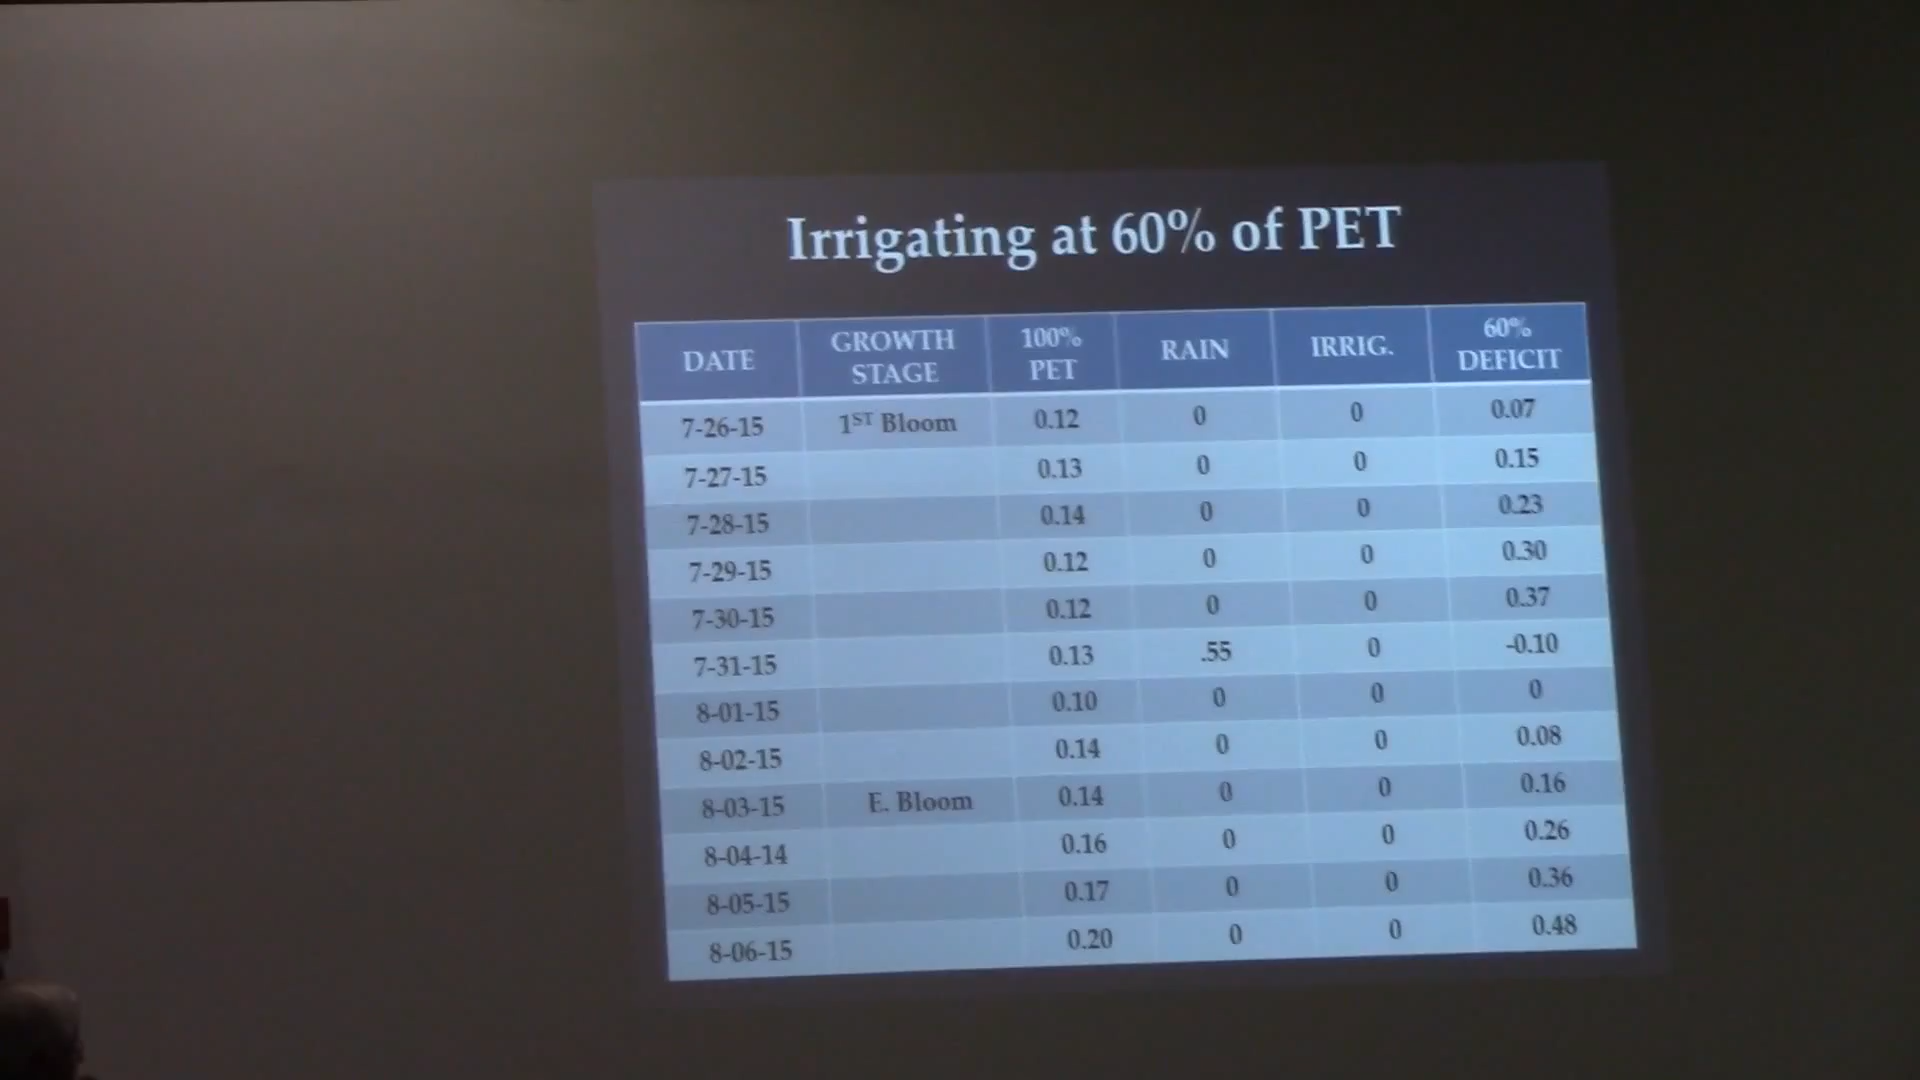 Irrigating at 60% of PET
DATE GROWTH STAGE 100% PET RAIN IRRIG. 60% DEFICIT
7-26-15 1ST Bloom 0.12 0 0 0.07
7-27-15 0.13 0 0 0.15
7-28-15 0.14 0 0 0.23
7-29-15 0.12 0 0 0.30
7-30-15 0.12 0 0 0.37
7-31-15 0.13 .55 0 -0.10
8-01-15 0.10 0 0 0
8-02-15 0.14 0 0 0.08
8-03-15 E. Bloom 0.14 0 0 0.16
8-04-14 0.16 0 0 0.26
8-05-15 0.17 0 0 0.36
8-06-15 0.20 0 0 0.48